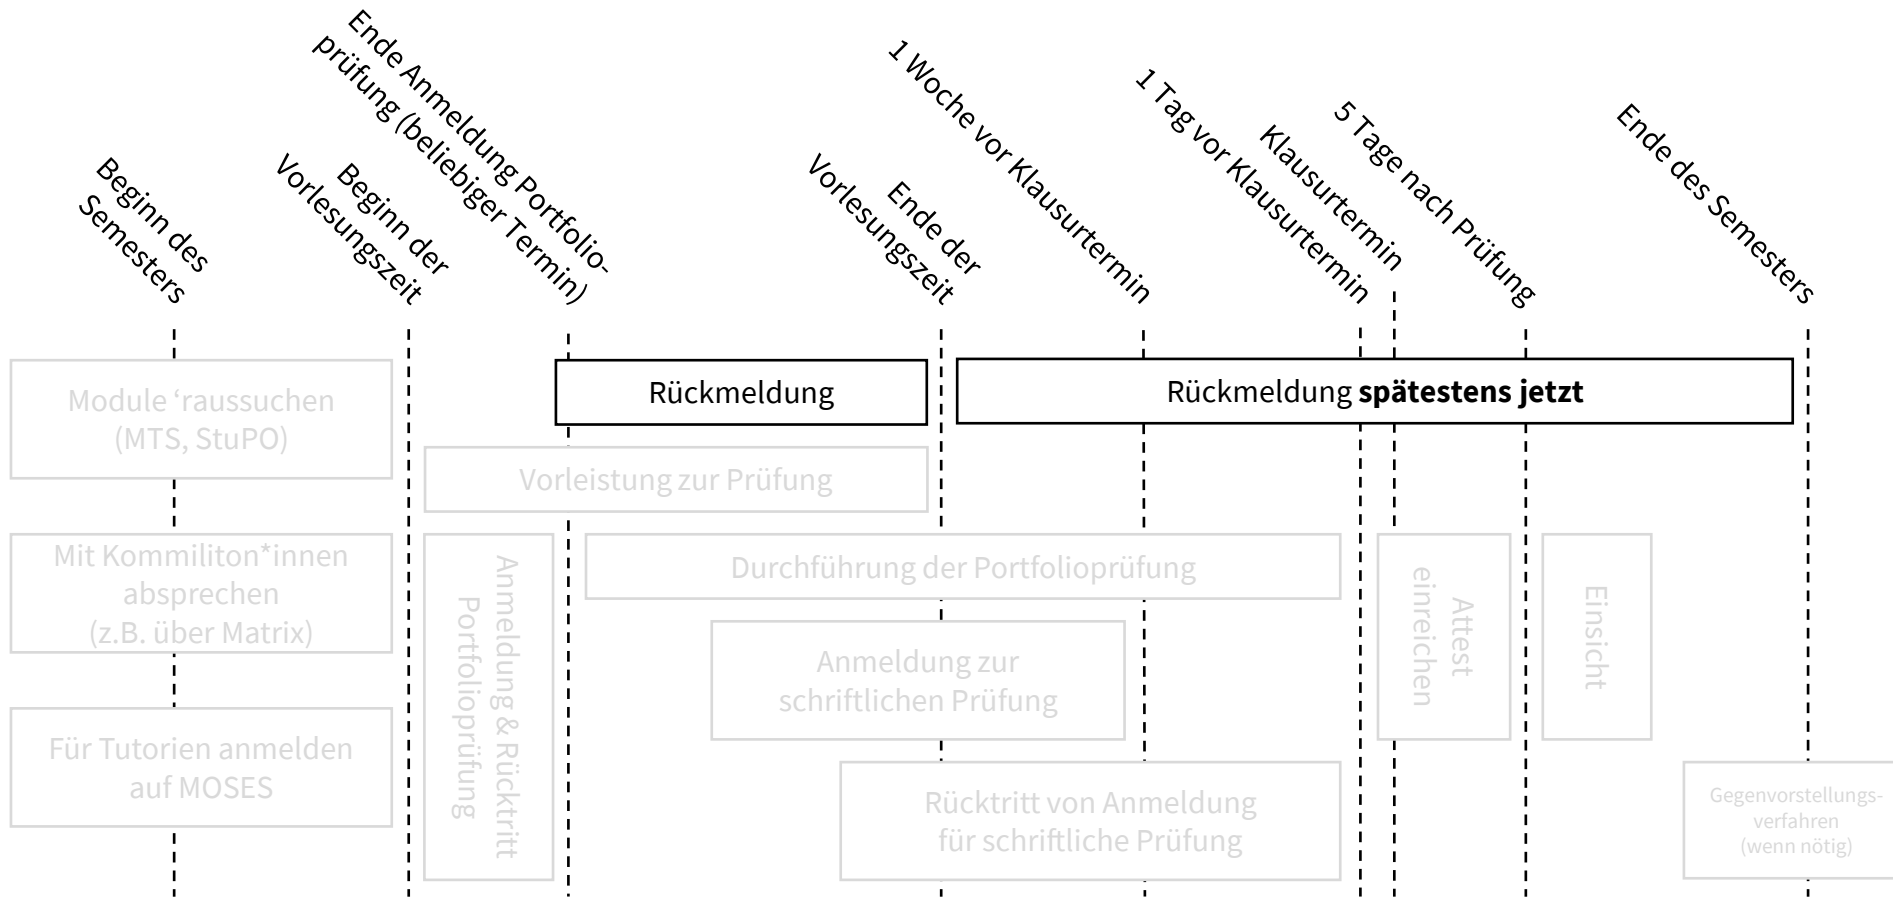 Beginn des
Semesters
Beginn der
Vorlesungszeit
Ende Anmeldung Portfolio-
prüfung (beliebiger Termin)
Ende der
Vorlesungszeit
1 Woche vor Klausurtermin
1 Tag vor Klausurtermin
Klausurtermin
5 Tage nach Prüfung
Ende des Semesters
Rückmeldung
Rückmeldung spätestens jetzt
Module ‘raussuchen
(MTS, StuPO)
Vorleistung zur Prüfung
Mit Kommiliton*innen
absprechen
(z.B. über Matrix)
Anmeldung & Rücktritt
Portfolioprüfung
Durchführung der Portfolioprüfung
Attest
einreichen
Einsicht
Anmeldung zur
schriftlichen Prüfung
Für Tutorien anmelden
auf MOSES
Rücktritt von Anmeldung
für schriftliche Prüfung
Gegenvorstellungs-
verfahren
(wenn nötig)